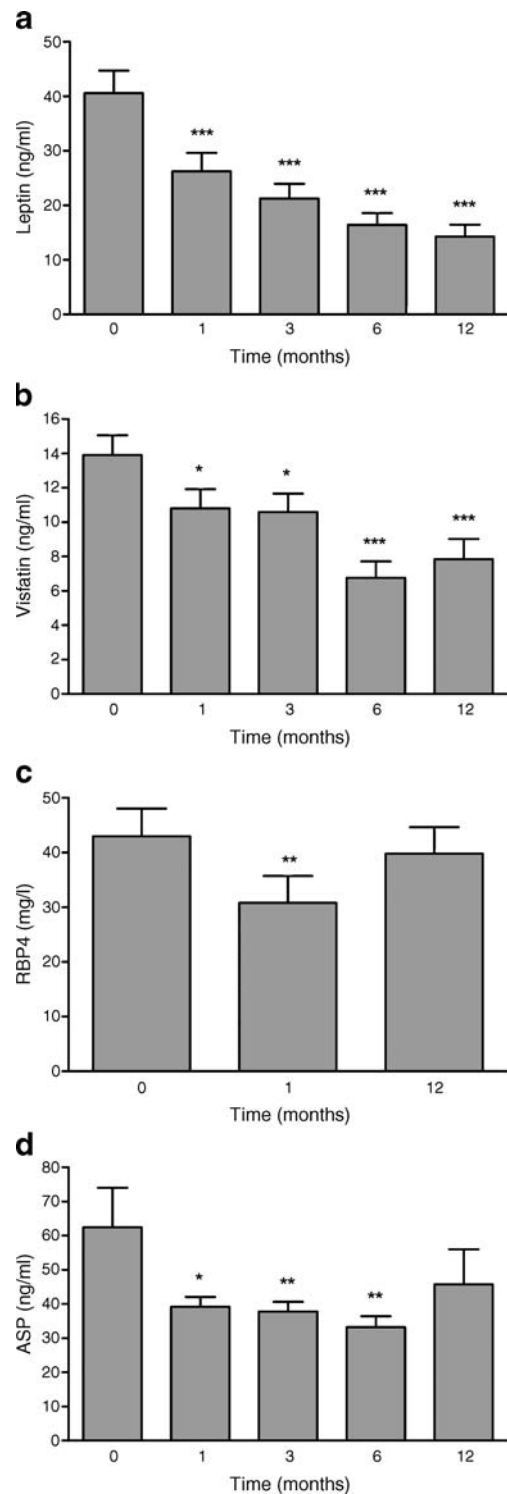 a
50
40
30
20
10
0
Leptin (ng/ml)
***
***
***
***
0 1 3 6 12
Time (months)
b
16
14
12
10
8
6
4
2
0
Visfatin (ng/ml)
*
*
***
***
0 1 3 6 12
Time (months)
c
50
40
30
20
10
0
RBP4 (mg/l)
**
0 1 12
Time (months)
d
80
70
60
50
40
30
20
10
0
ASP (ng/ml)
*
**
**
0 1 3 6 12
Time (months)